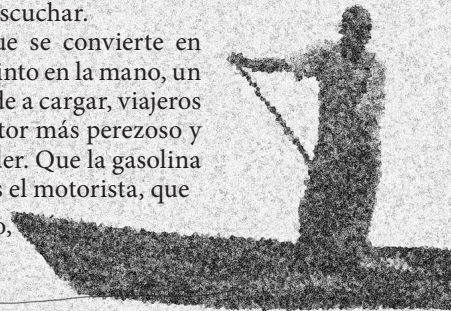 scuchar.
ue se convierte en
into en la mano, un
de a cargar, viajeros
tor más perezoso y
ler. Que la gasolina
s el motorista, que
o,